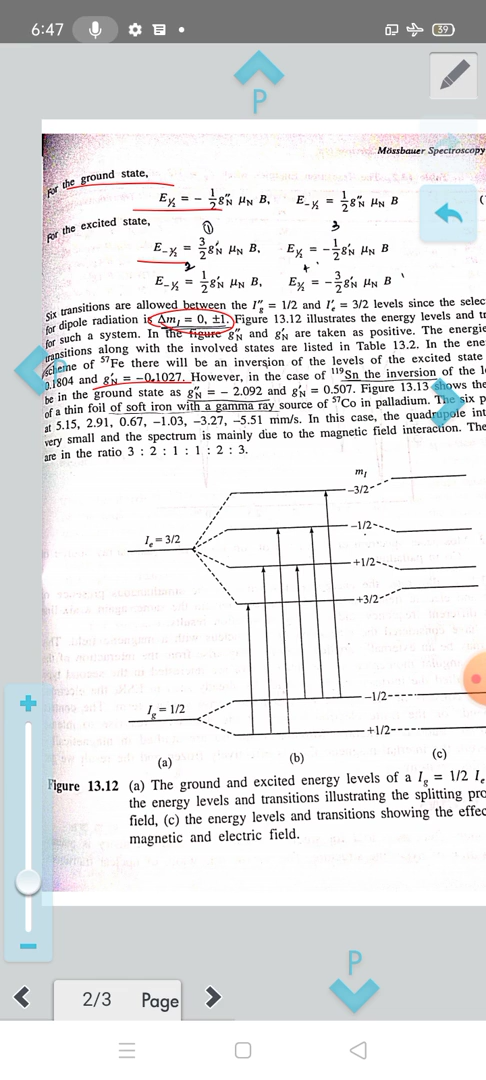 6:47
39
P
Mössbauer Spectroscopy
For the ground state,
E½ = − 1/2 g″N μN B, E−½ = 1/2 g″N μN B (
For the excited state,
1 3
E−¾ = 3/2 g′N μN B, E½ = −1/2 g′N μN B
2 4
E−½ = 1/2 g′N μN B, E¾ = −3/2 g′N μN B
Six transitions are allowed between the I″g = 1/2 and I′e = 3/2 levels since the selec
for dipole radiation is ΔmI = 0, ±1. Figure 13.12 illustrates the energy levels and tr
for such a system. In the figure g″N and g′N are taken as positive. The energie
transitions along with the involved states are listed in Table 13.2. In the ene
scheme of 57Fe there will be an inversion of the levels of the excited state
0.1804 and g′N = −0.1027. However, in the case of 119Sn the inversion of the l
be in the ground state as g″N = − 2.092 and g′N = 0.507. Figure 13.13 shows the
of a thin foil of soft iron with a gamma ray source of 57Co in palladium. The six p
at 5.15, 2.91, 0.67, −1.03, −3.27, −5.51 mm/s. In this case, the quadrupole int
very small and the spectrum is mainly due to the magnetic field interaction. The
are in the ratio 3 : 2 : 1 : 1 : 2 : 3.
mI
−3/2
−1/2
Ie = 3/2
+1/2
+3/2
−1/2
Ig = 1/2
+1/2
(a) (b) (c)
Figure 13.12 (a) The ground and excited energy levels of a Ig = 1/2 Ie
the energy levels and transitions illustrating the splitting pro
field, (c) the energy levels and transitions showing the effec
magnetic and electric field.
P
2/3 Page